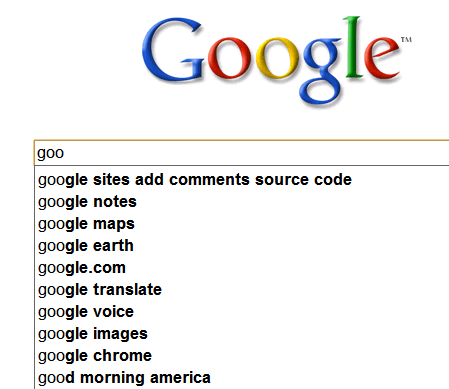 Google™
goo
google sites add comments source code
google notes
google maps
google earth
google.com
google translate
google voice
google images
google chrome
good morning america